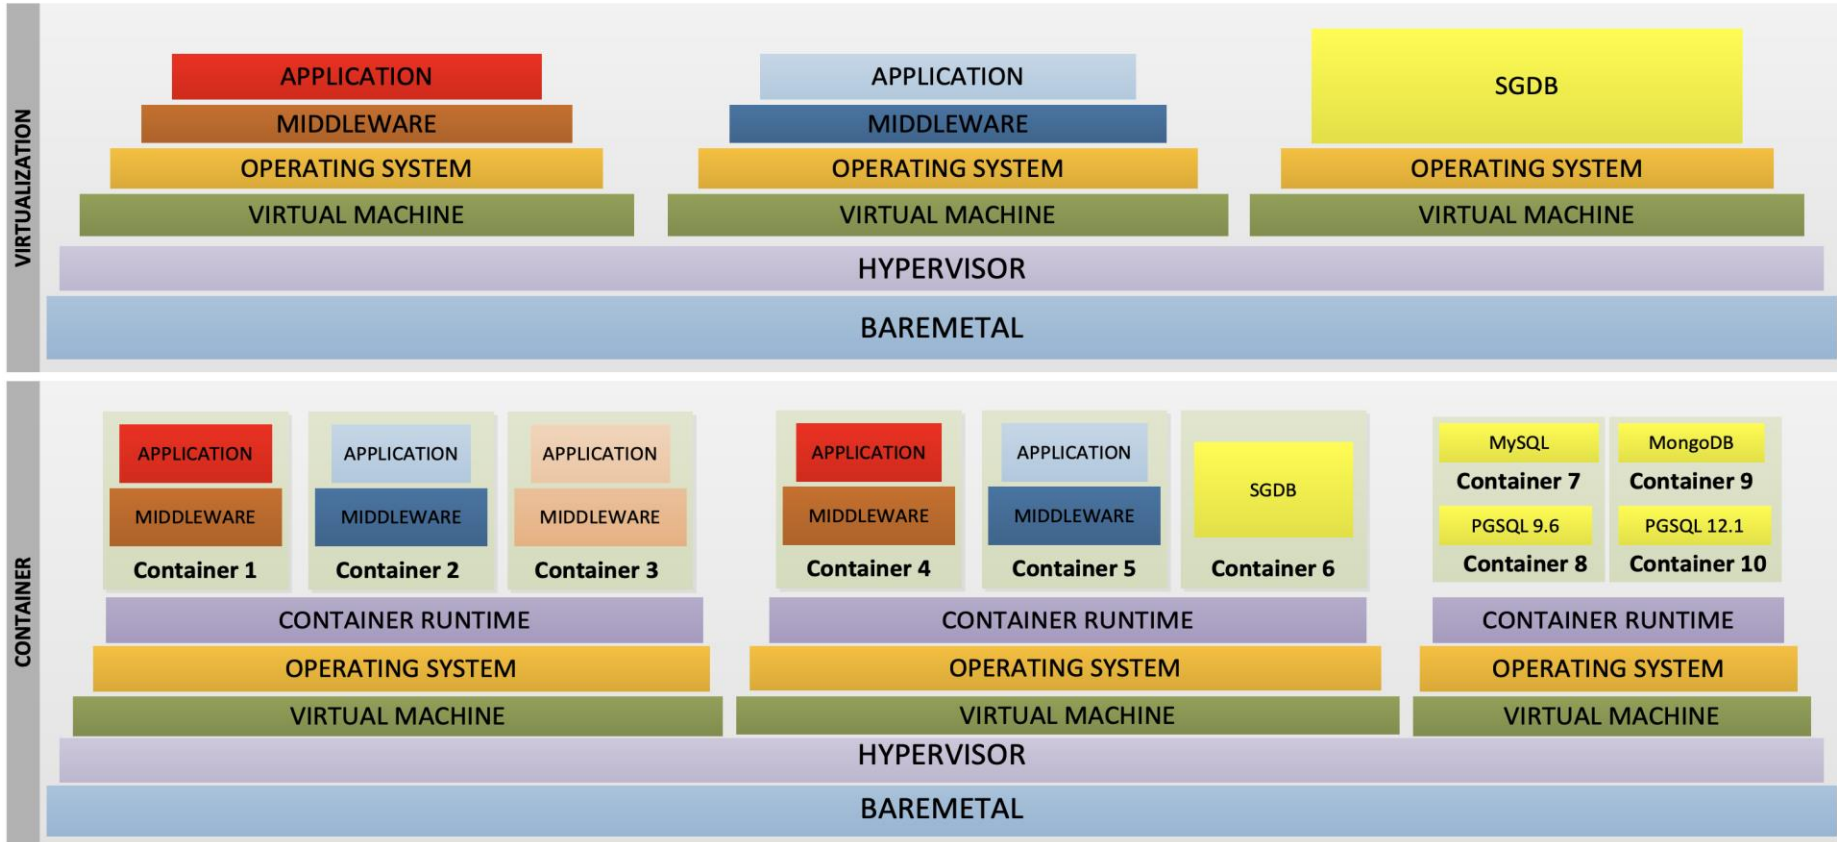 VIRTUALIZATION
APPLICATION
APPLICATION
SGDB
MIDDLEWARE
MIDDLEWARE
OPERATING SYSTEM
OPERATING SYSTEM
OPERATING SYSTEM
VIRTUAL MACHINE
VIRTUAL MACHINE
VIRTUAL MACHINE
HYPERVISOR
BAREMETAL
CONTAINER
APPLICATION
MIDDLEWARE
Container 1
APPLICATION
MIDDLEWARE
Container 2
APPLICATION
MIDDLEWARE
Container 3
APPLICATION
MIDDLEWARE
Container 4
APPLICATION
MIDDLEWARE
Container 5
SGDB
Container 6
MySQL
Container 7
PGSQL 9.6
Container 8
MongoDB
Container 9
PGSQL 12.1
Container 10
CONTAINER RUNTIME
CONTAINER RUNTIME
CONTAINER RUNTIME
OPERATING SYSTEM
OPERATING SYSTEM
OPERATING SYSTEM
VIRTUAL MACHINE
VIRTUAL MACHINE
VIRTUAL MACHINE
HYPERVISOR
BAREMETAL